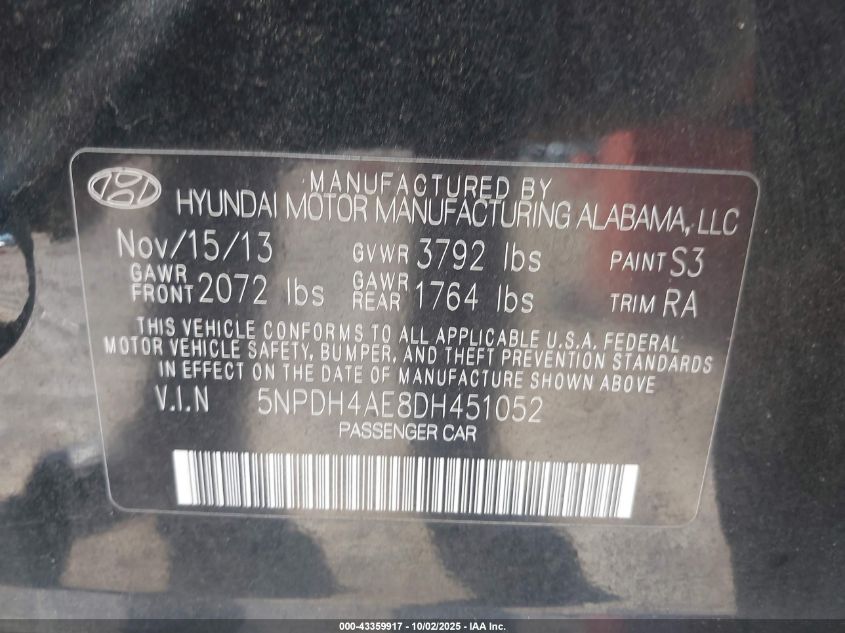 MANUFACTURED BY
HYUNDAI MOTOR MANUFACTURING ALABAMA, LLC
Nov/15/13 GVWR 3792 lbs PAINT S3
GAWR FRONT 2072 lbs GAWR REAR 1764 lbs TRIM RA
THIS VEHICLE CONFORMS TO ALL APPLICABLE U.S.A. FEDERAL
MOTOR VEHICLE SAFETY, BUMPER, AND THEFT PREVENTION STANDARDS
IN EFFECT ON THE DATE OF MANUFACTURE SHOWN ABOVE
V.I.N 5NPDH4AE8DH451052
PASSENGER CAR
000-43359917 - 10/02/2025 - IAA Inc.